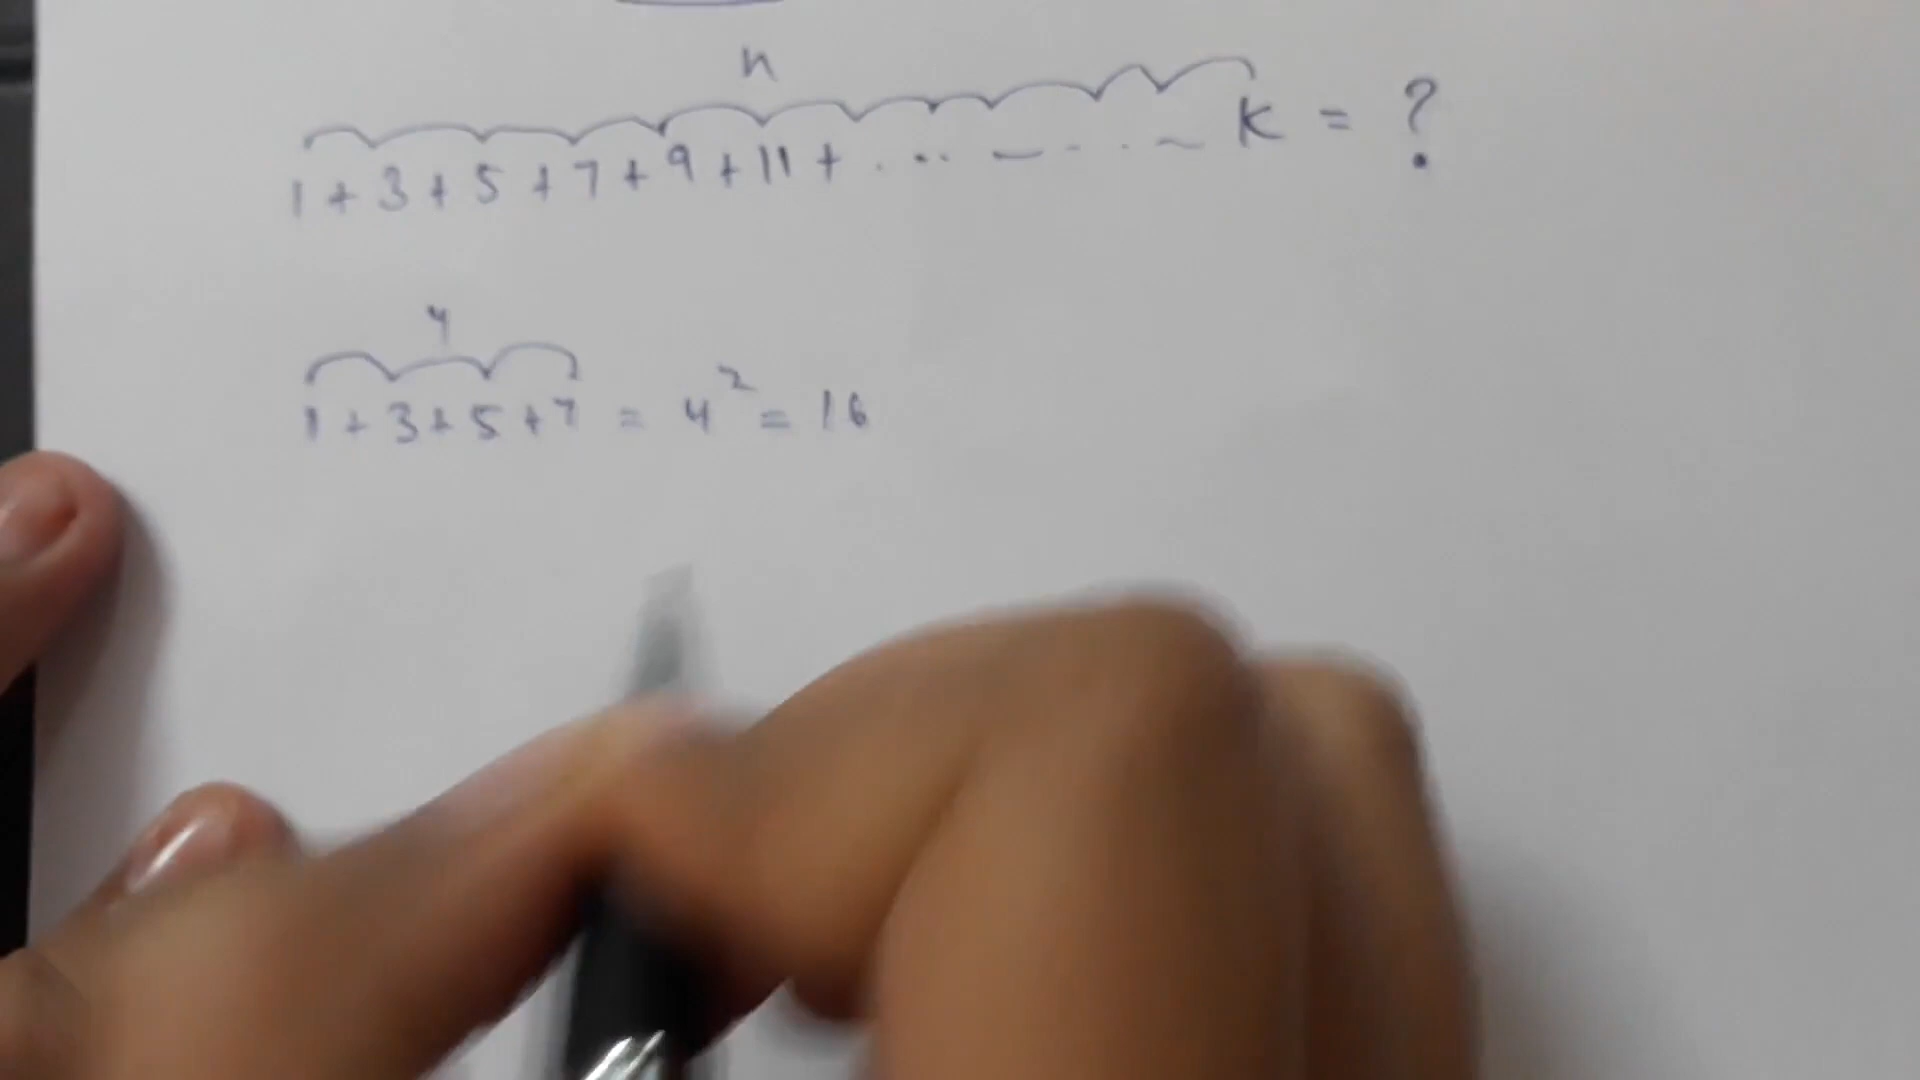 n
1 + 3 + 5 + 7 + 9 + 11 + ........ K = ?
4
1 + 3 + 5 + 7 = 4² = 16